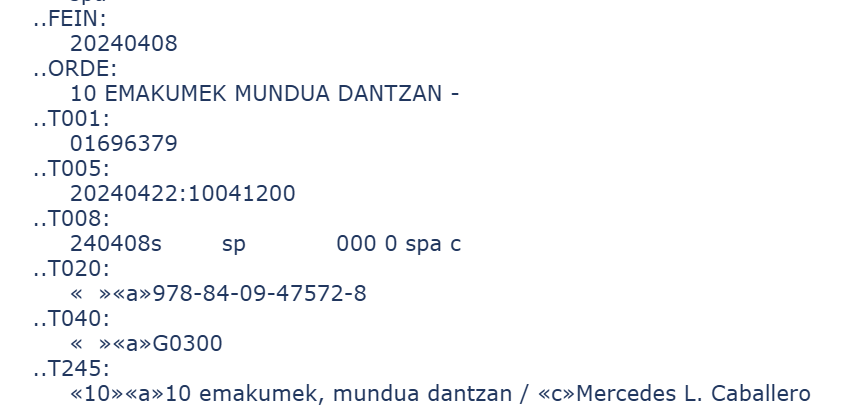 ..FEIN:
20240408
..ORDE:
10 EMAKUMEK MUNDUA DANTZAN -
..T001:
01696379
..T005:
20240422:10041200
..T008:
240408s         sp             000 0 spa c
..T020:
«  »«a»978-84-09-47572-8
..T040:
«  »«a»G0300
..T245:
«10»«a»10 emakumek, mundua dantzan / «c»Mercedes L. Caballero